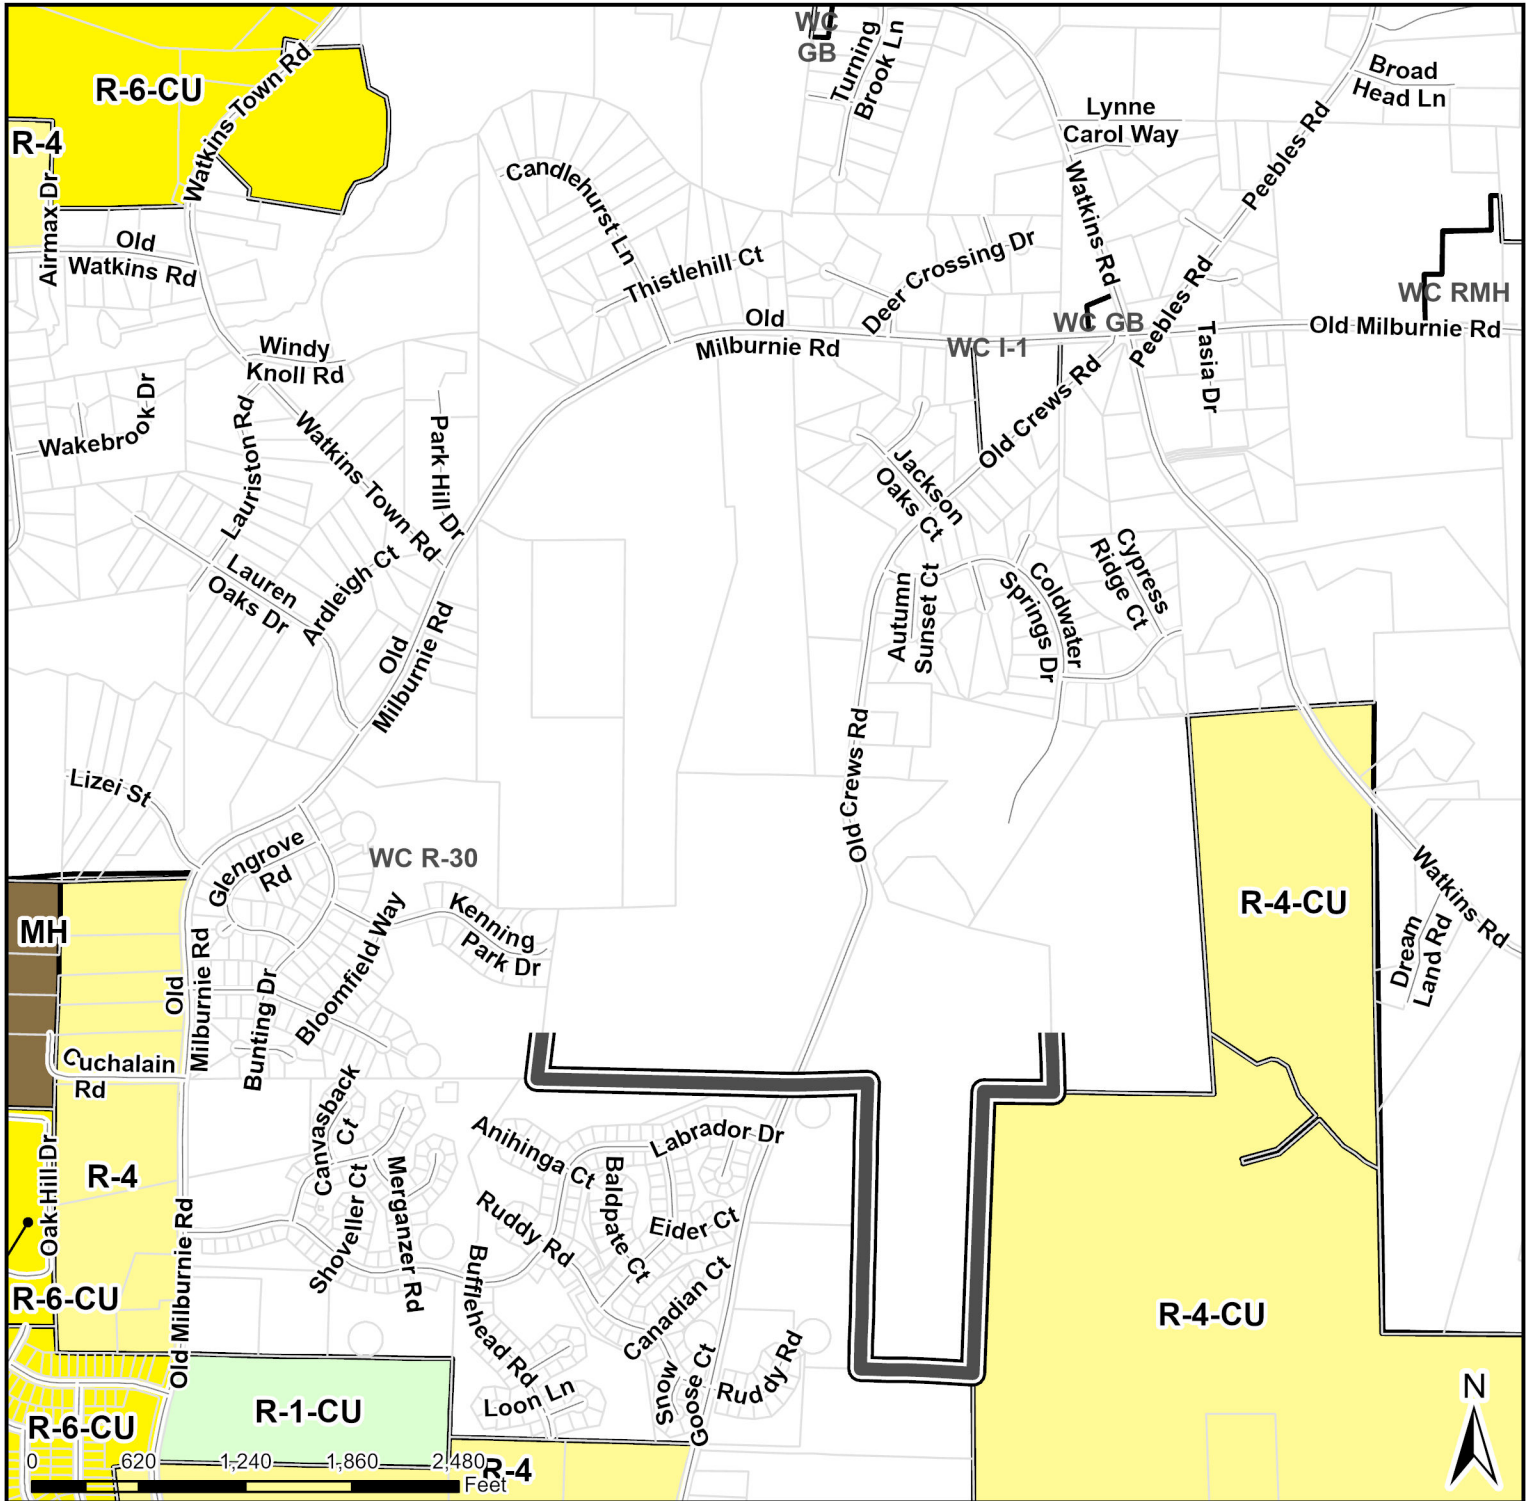 WC
GB
Turning
Brook Ln
Broad
Head Ln
R-6-CU
Watkins Town Rd
Lynne
Carol Way
Peebles Rd
R-4
Airmax Dr
Candlehurst Ln
Watkins Rd
Old
Watkins Rd
Thistlehill Ct
Deer Crossing Dr
Peebles Rd
WC RMH
Old
Milburnie Rd
WC GB
Old Milburnie Rd
WC I-1
Windy
Knoll Rd
Tasia Dr
Wakebrook Dr
Lauriston Rd
Watkins Town Rd
Park Hill Dr
Old Crews Rd
Jackson
Oaks Ct
Lauren
Oaks Dr
Ardleigh Ct
Old
Milburnie Rd
Autumn
Sunset Ct
Coldwater
Springs Dr
Cypress
Ridge Ct
Old Crews Rd
Lizei St
Glengrove
Rd
WC R-30
R-4-CU
Watkins Rd
Dream
Land Rd
MH
Kenning
Park Dr
Bloomfield Way
Old
Milburnie Rd
Bunting Dr
Cuchalain
Rd
Canvasback
Ct
Anihinga Ct
Labrador Dr
R-4
Oak Hill Dr
Shoveller Ct
Merganzer Rd
Ruddy Rd
Baldpate Ct
Eider Ct
Old Milburnie Rd
Bufflehead Rd
Canadian Ct
R-6-CU
R-4-CU
Snow
Goose Ct
Ruddy Rd
Loon Ln
R-1-CU
R-6-CU
N
0 620 1,240 1,860 2,480
Feet
R-4